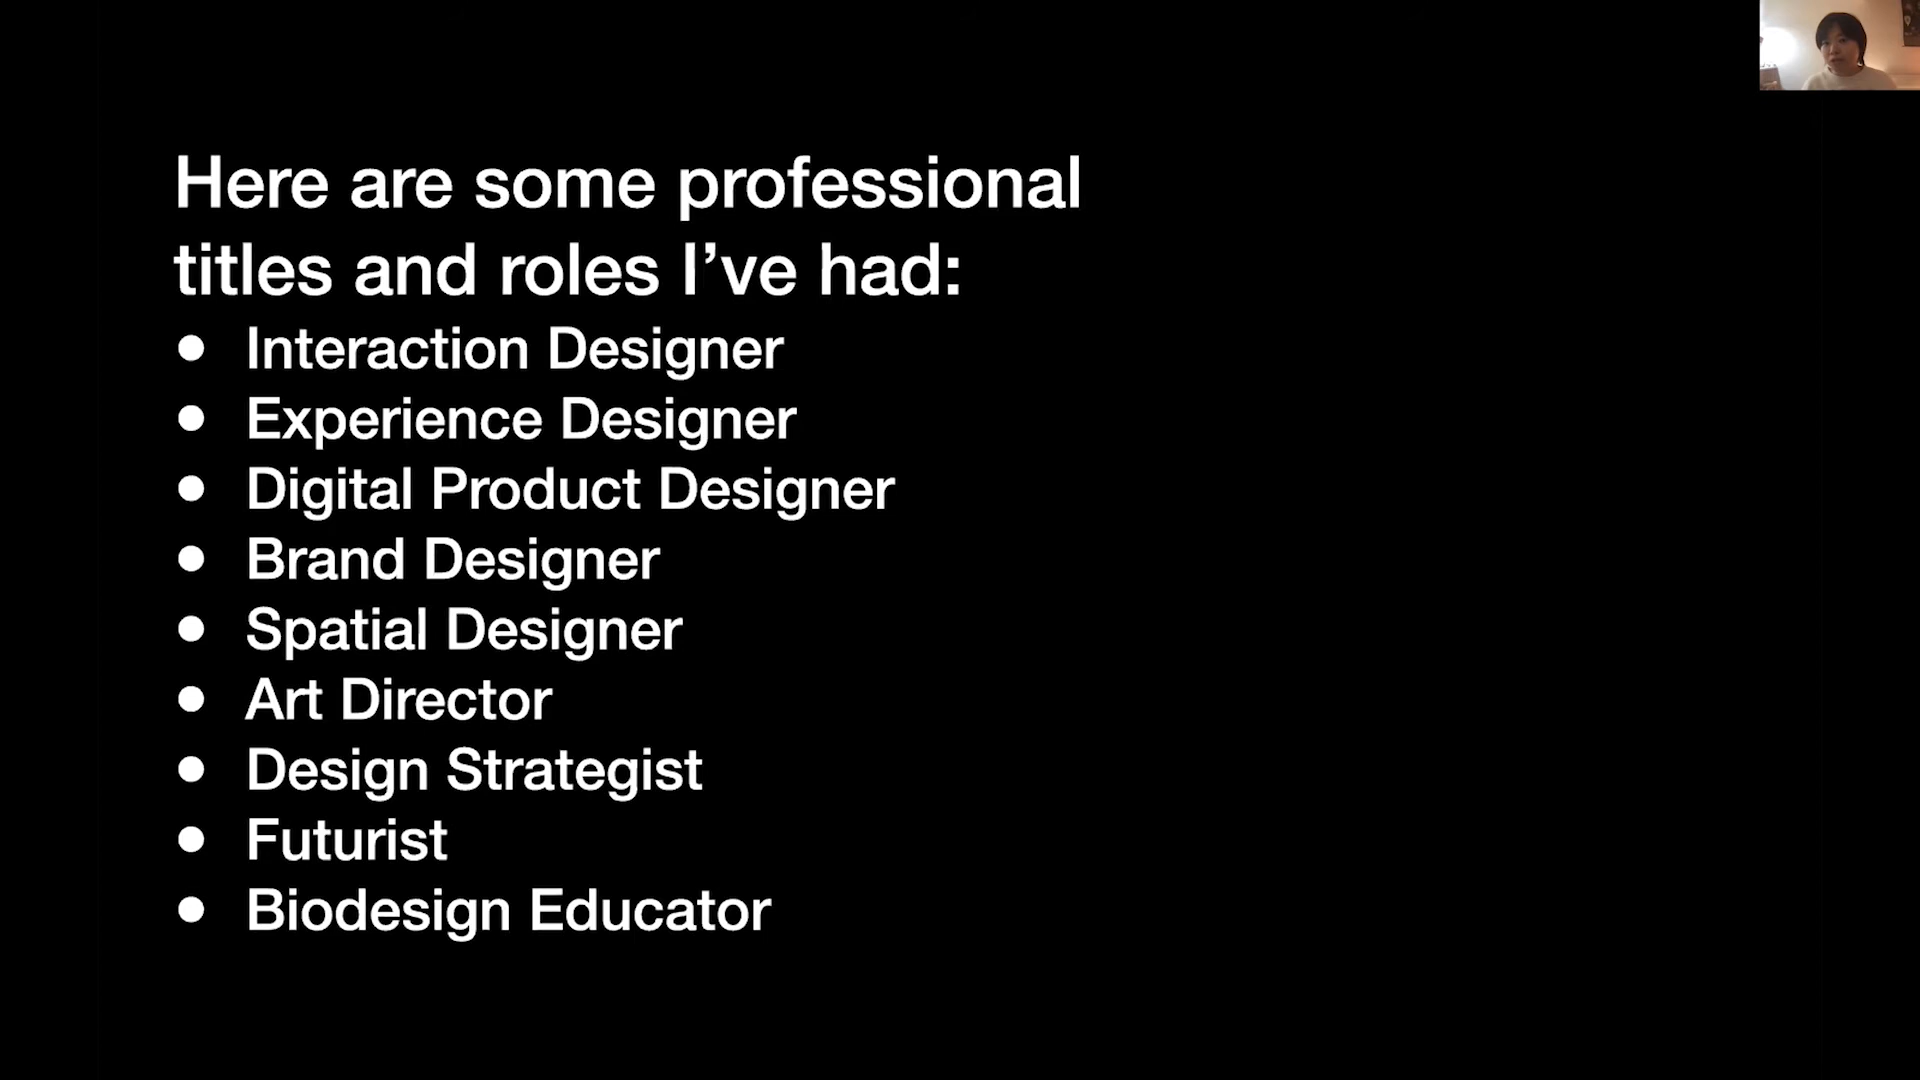 Here are some professional
titles and roles I’ve had:
● Interaction Designer
● Experience Designer
● Digital Product Designer
● Brand Designer
● Spatial Designer
● Art Director
● Design Strategist
● Futurist
● Biodesign Educator